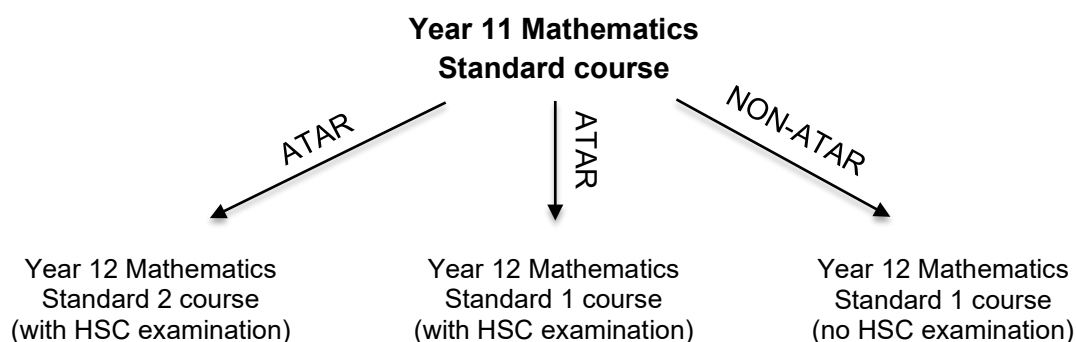 Year 11 Mathematics
Standard course
ATAR
ATAR
NON-ATAR
Year 12 Mathematics
Standard 2 course
(with HSC examination)
Year 12 Mathematics
Standard 1 course
(with HSC examination)
Year 12 Mathematics
Standard 1 course
(no HSC examination)